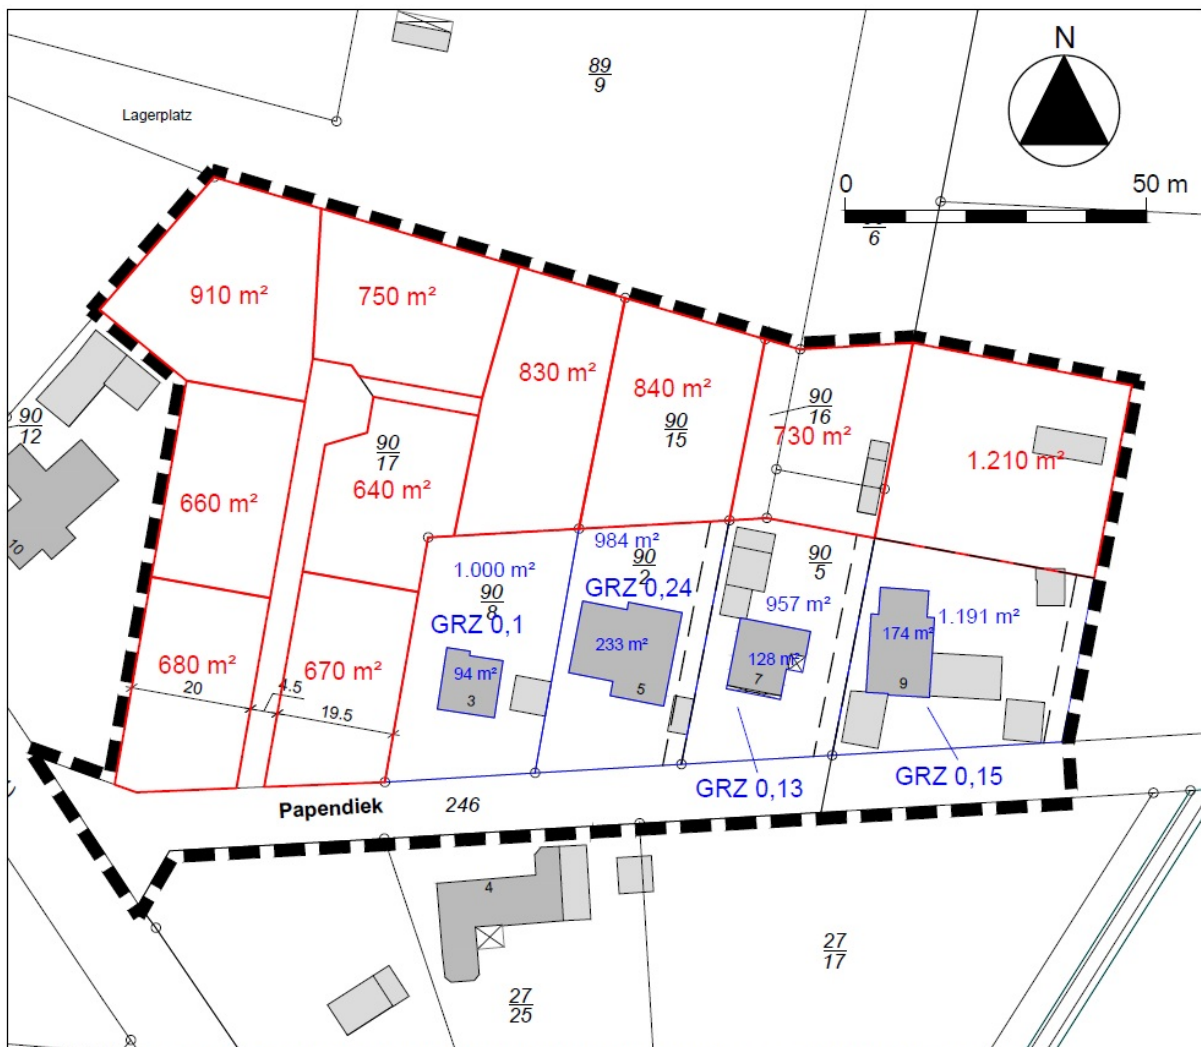 N
89
9
Lagerplatz
0
50 m
6
910 m²
750 m²
830 m²
840 m²
90
15
90
16
730 m²
1.210 m²
90
12
90
17
660 m²
640 m²
10
984 m²
90
2
90
5
1.000 m²
90
8
GRZ 0,24
GRZ 0,1
957 m²
1.191 m²
680 m²
670 m²
94 m²
233 m²
128 m²
174 m²
20
4.5
19.5
3
5
7
9
GRZ 0,13
GRZ 0,15
Papendiek
246
4
27
17
27
25